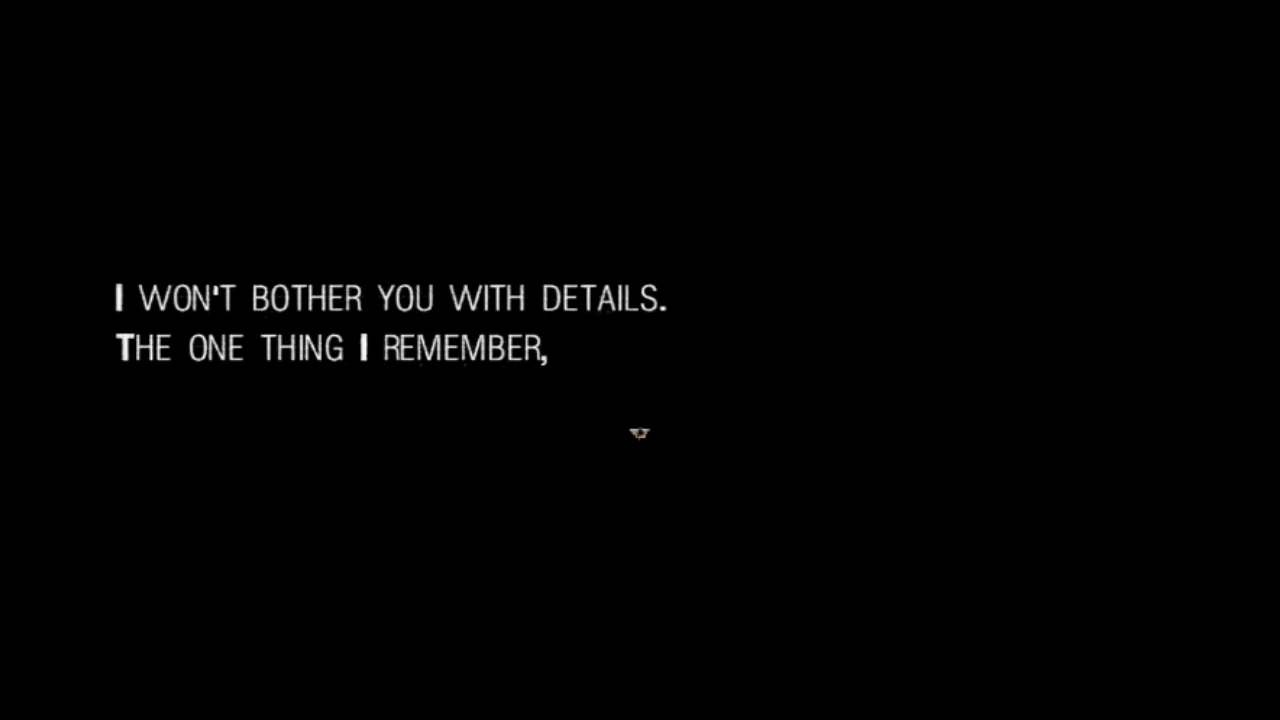 I WON'T BOTHER YOU WITH DETAILS.
THE ONE THING I REMEMBER,